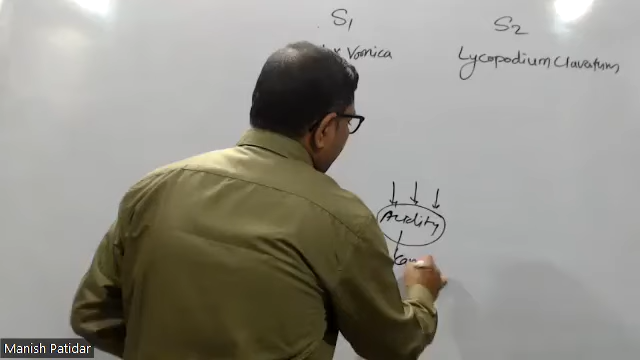 S1
S2
Vomica
Lycopodium Clavatum
Acidity
Manish Patidar